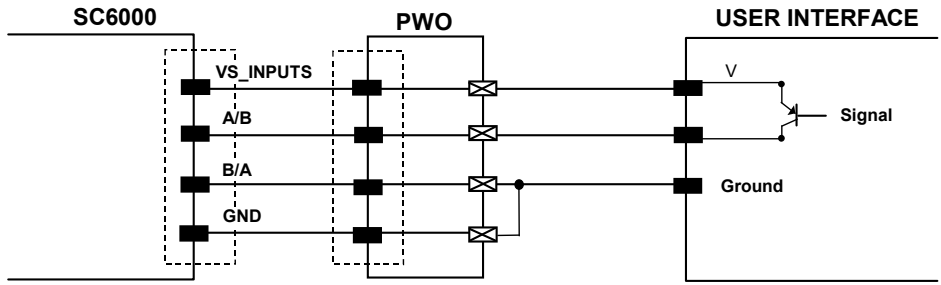 SC6000
PWO
USER INTERFACE
VS_INPUTS
V
A/B
Signal
B/A
Ground
GND